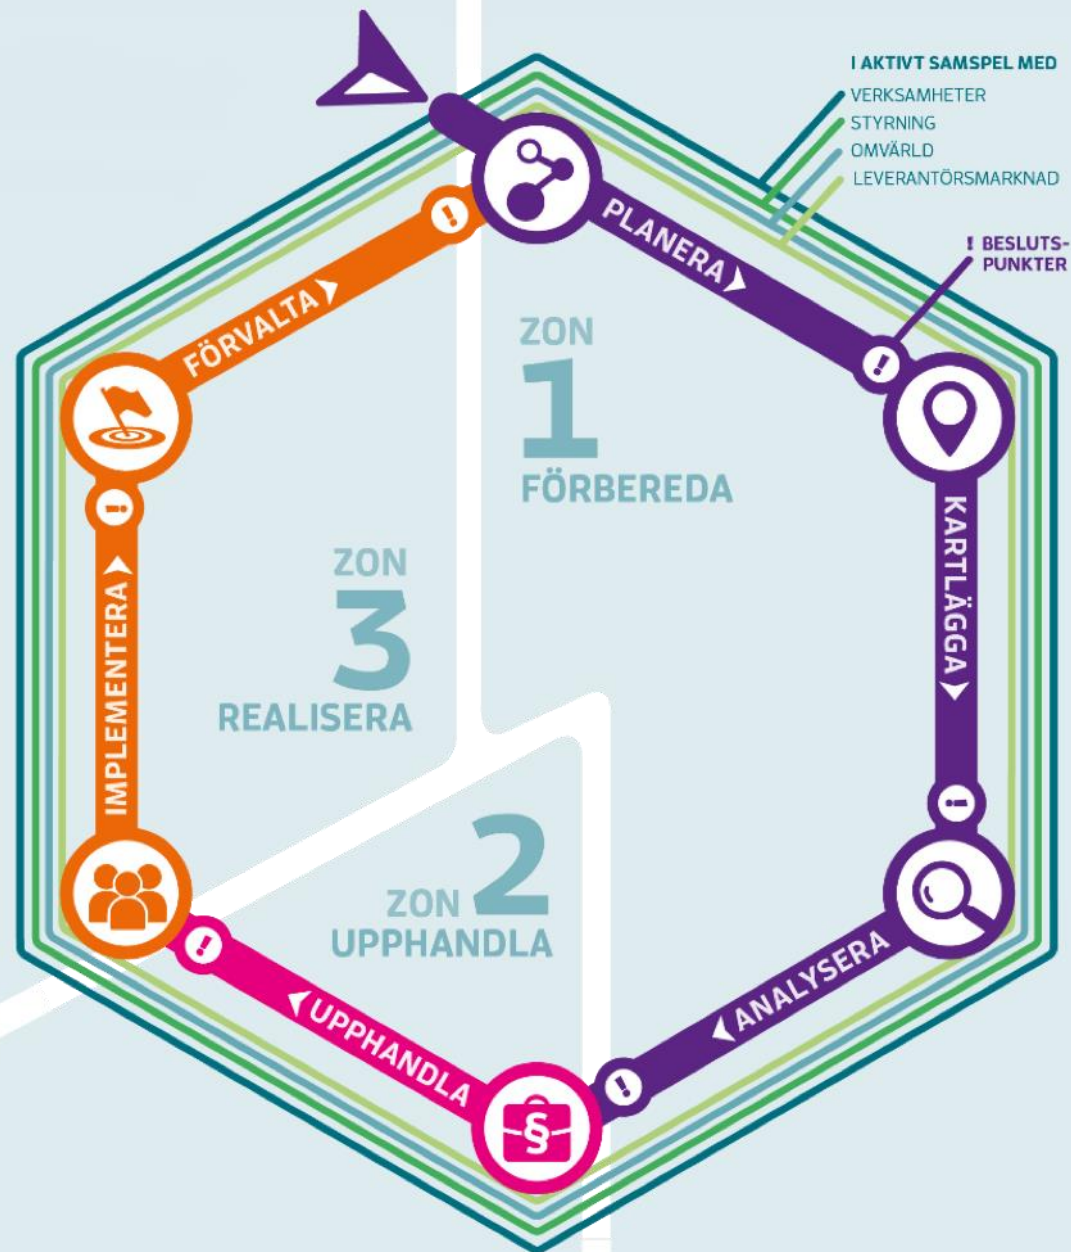 I AKTIVT SAMSPEL MED
VERKSAMHETER
STYRNING
OMVÄRLD
LEVERANTÖRSMARKNAD
! BESLUTS-
PUNKTER
PLANERA
!
KARTLÄGGA
!
ANALYSERA
!
UPPHANDLA
!
IMPLEMENTERA
!
FÖRVALTA
!
§
ZON
1
FÖRBEREDA
ZON
3
REALISERA
ZON 2
UPPHANDLA